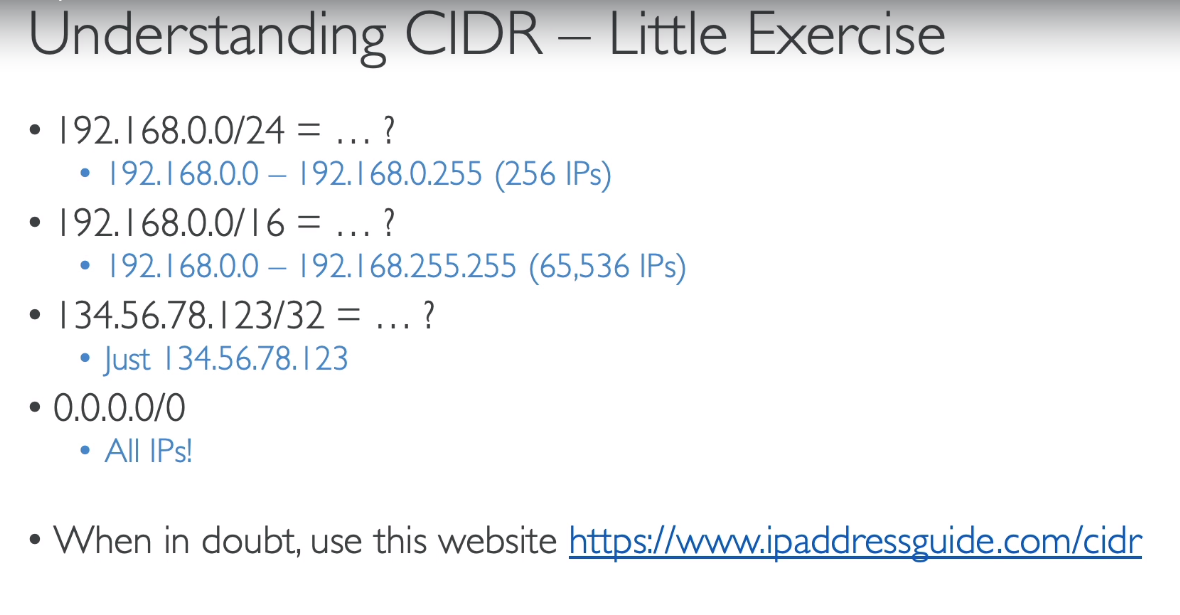 Understanding CIDR – Little Exercise
• 192.168.0.0/24 = … ?
• 192.168.0.0 – 192.168.0.255 (256 IPs)
• 192.168.0.0/16 = … ?
• 192.168.0.0 – 192.168.255.255 (65,536 IPs)
• 134.56.78.123/32 = … ?
• Just 134.56.78.123
• 0.0.0.0/0
• All IPs!
• When in doubt, use this website https://www.ipaddressguide.com/cidr